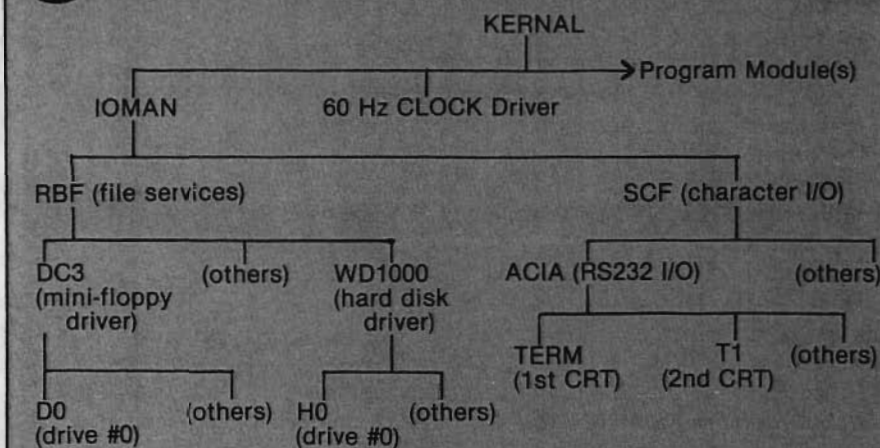 KERNAL
Program Module(s)
IOMAN
60 Hz CLOCK Driver
RBF (file services)
SCF (character I/O)
DC3
(mini-floppy
driver)
(others)
WD1000
(hard disk
driver)
ACIA (RS232 I/O)
(others)
TERM
(1st CRT)
T1
(2nd CRT)
(others)
D0
(drive #0)
(others)
H0
(drive #0)
(others)